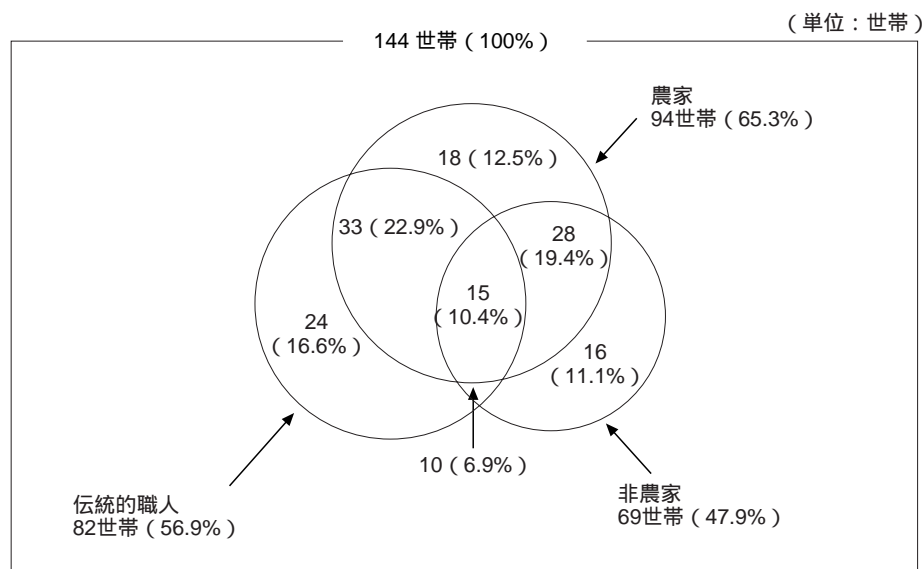 （単位：世帯）
144 世帯（100%）
農家
94世帯（65.3%）
18（12.5%）
33（22.9%）
28
（19.4%）
15
（10.4%）
24
（16.6%）
16
（11.1%）
10（6.9%）
伝統的職人
82世帯（56.9%）
非農家
69世帯（47.9%）